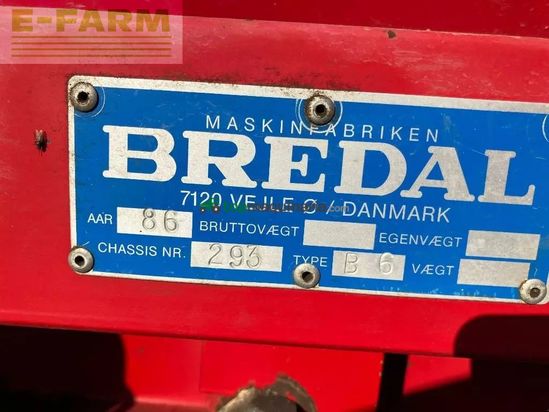 E-FARM
MASKINFABRIKEN
BREDAL
7120 VEJLE Ø - DANMARK
AAR 86 BRUTTOVÆGT EGENVÆGT
CHASSIS NR. 293 TYPE B 6 VÆGT